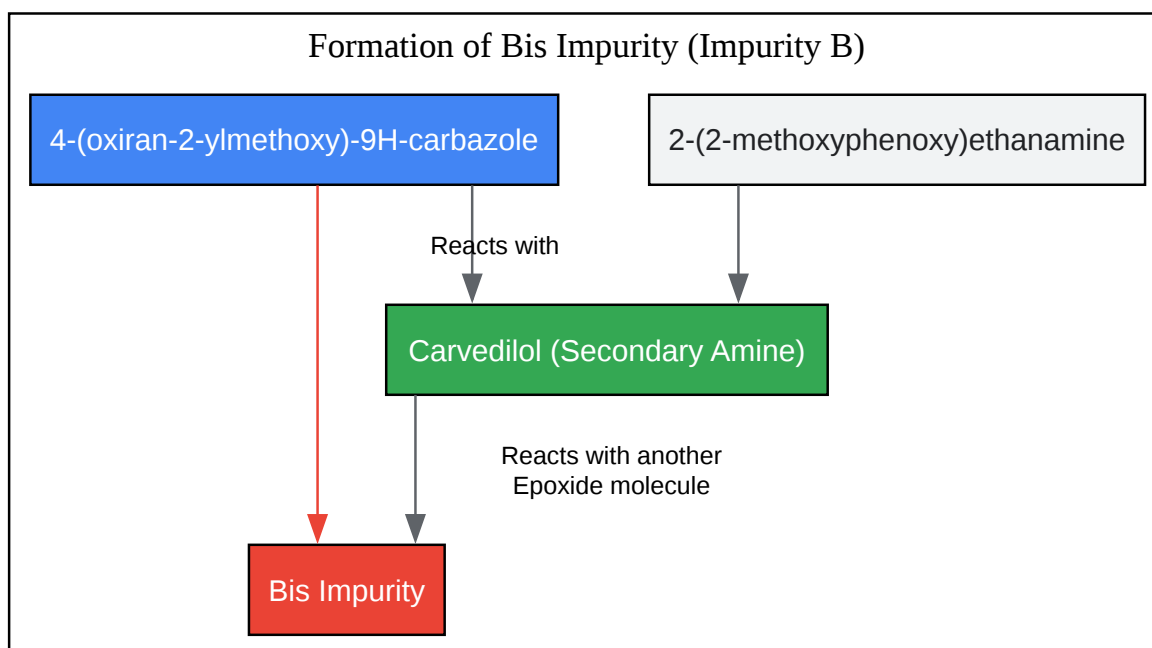 Formation of Bis Impurity (Impurity B)
4-(oxiran-2-ylmethoxy)-9H-carbazole
2-(2-methoxyphenoxy)ethanamine
Reacts with
Carvedilol (Secondary Amine)
Reacts with another
Epoxide molecule
Bis Impurity